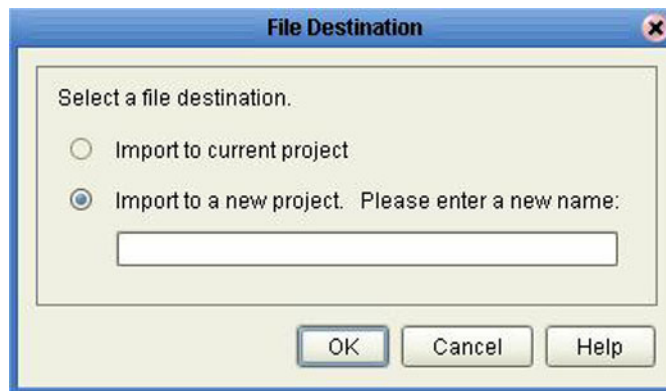 File Destination
Select a file destination.
Import to current project
Import to a new project. Please enter a new name:
OK Cancel Help